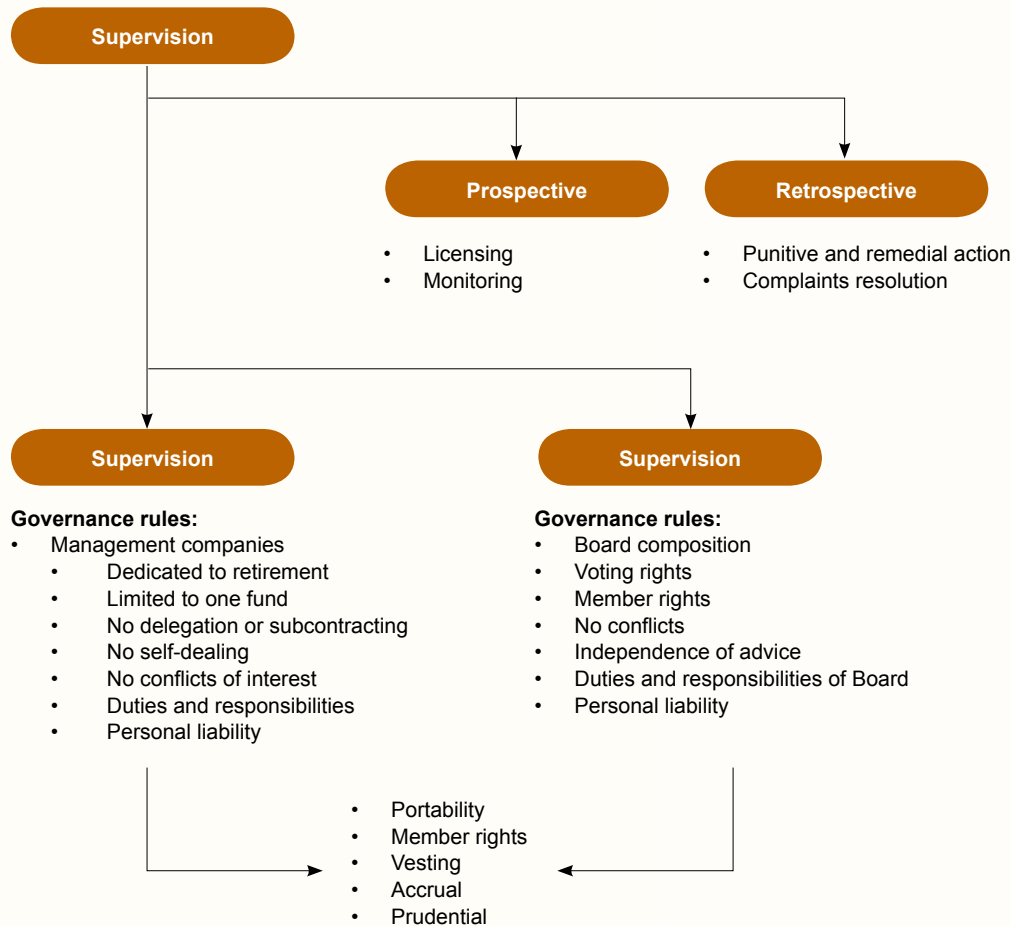 Supervision
Prospective
Retrospective
• Licensing
• Monitoring
• Punitive and remedial action
• Complaints resolution
Supervision
Supervision
Governance rules:
• Management companies
• Dedicated to retirement
• Limited to one fund
• No delegation or subcontracting
• No self-dealing
• No conflicts of interest
• Duties and responsibilities
• Personal liability
Governance rules:
• Board composition
• Voting rights
• Member rights
• No conflicts
• Independence of advice
• Duties and responsibilities of Board
• Personal liability
• Portability
• Member rights
• Vesting
• Accrual
• Prudential